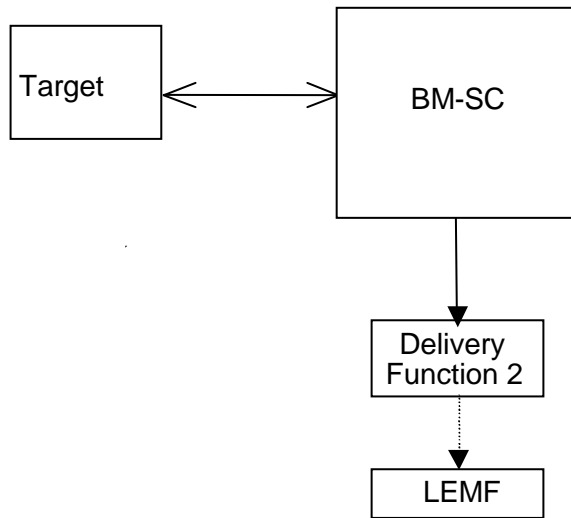 Target
BM-SC
Delivery
Function 2
LEMF